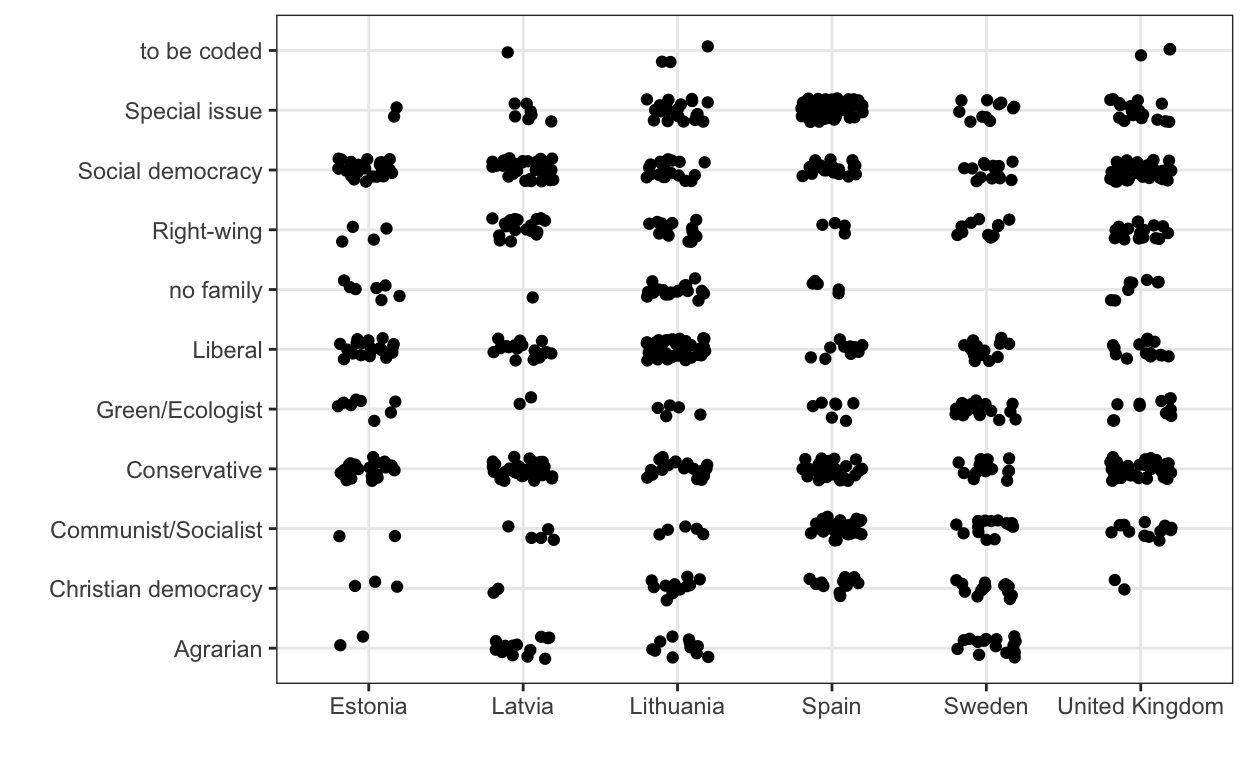 to be coded
Special issue
Social democracy
Right-wing
no family
Liberal
Green/Ecologist
Conservative
Communist/Socialist
Christian democracy
Agrarian
Estonia Latvia Lithuania Spain Sweden United Kingdom